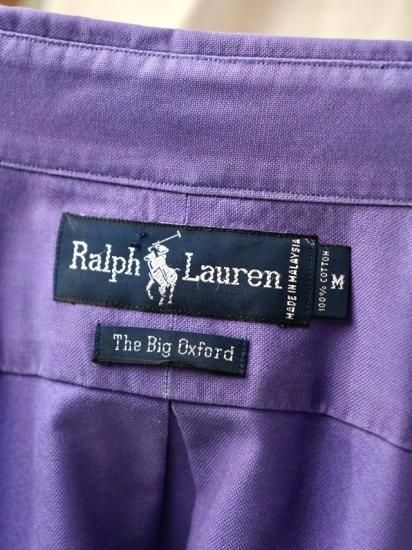 Ralph Lauren
MADE IN MALAYSIA
100% COTTON
M
The Big Oxford